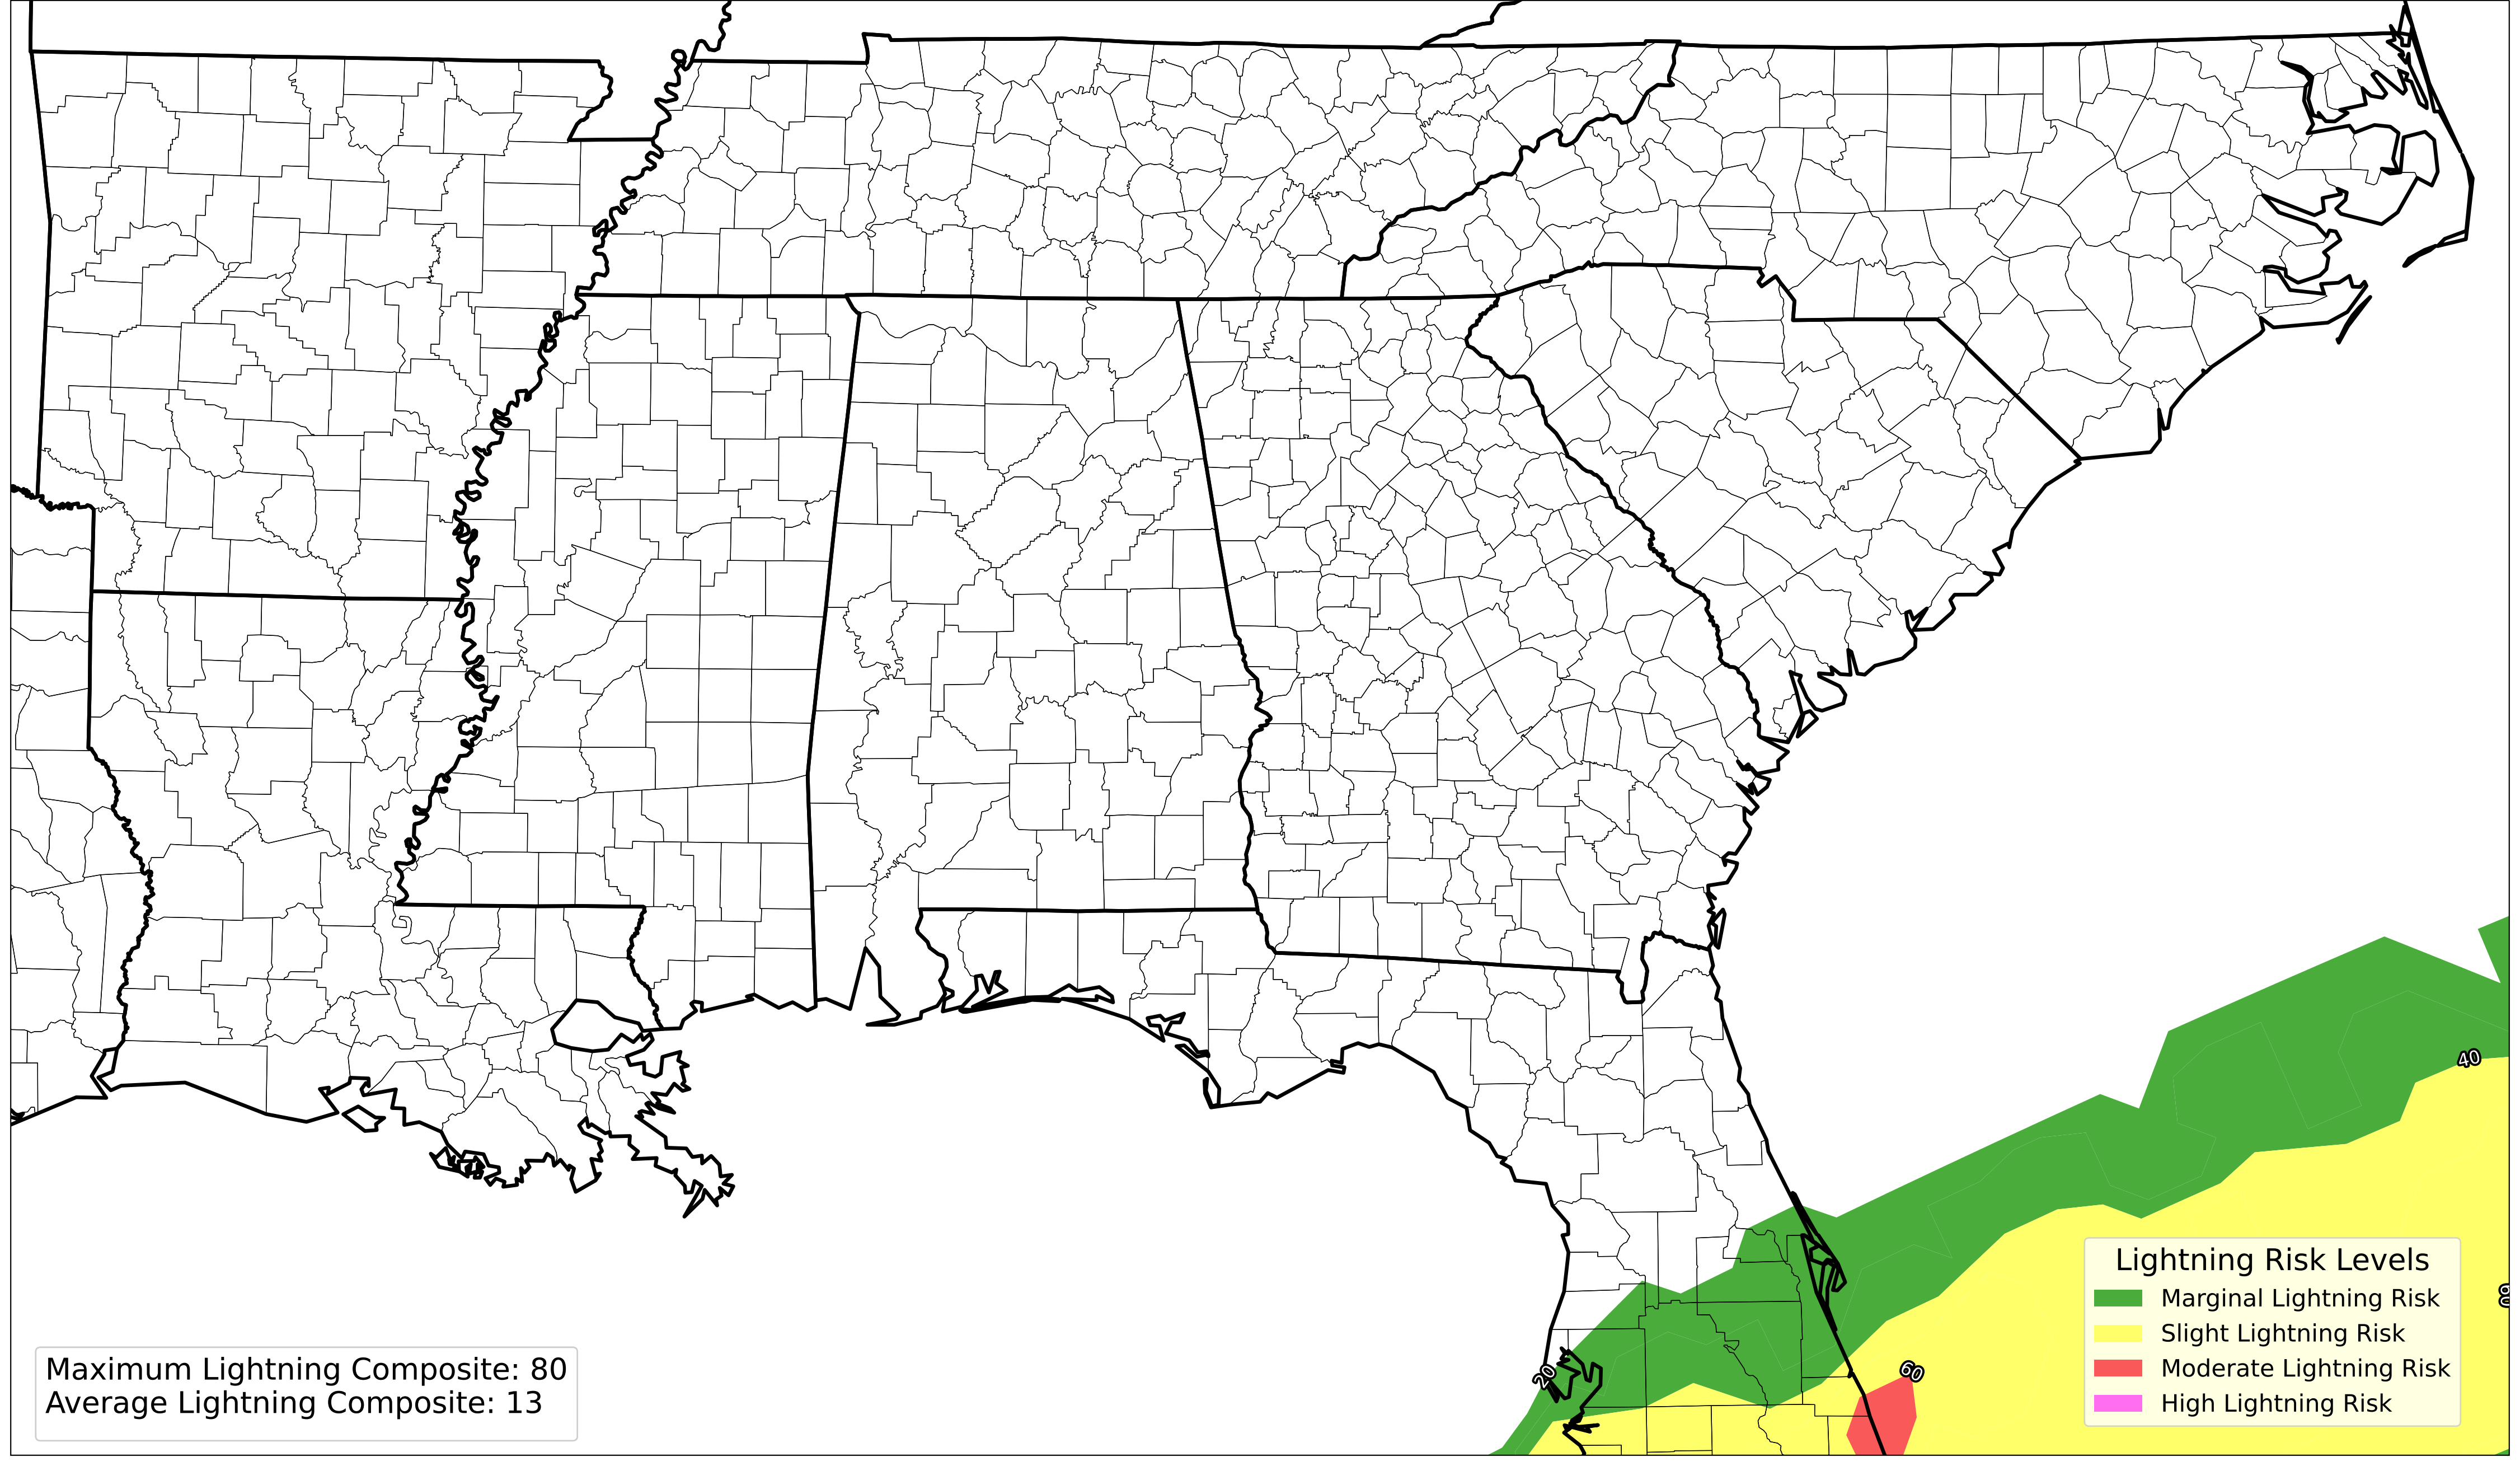 40
60
20
Lightning Risk Levels
Marginal Lightning Risk
Slight Lightning Risk
Moderate Lightning Risk
High Lightning Risk
Maximum Lightning Composite: 80
Average Lightning Composite: 13